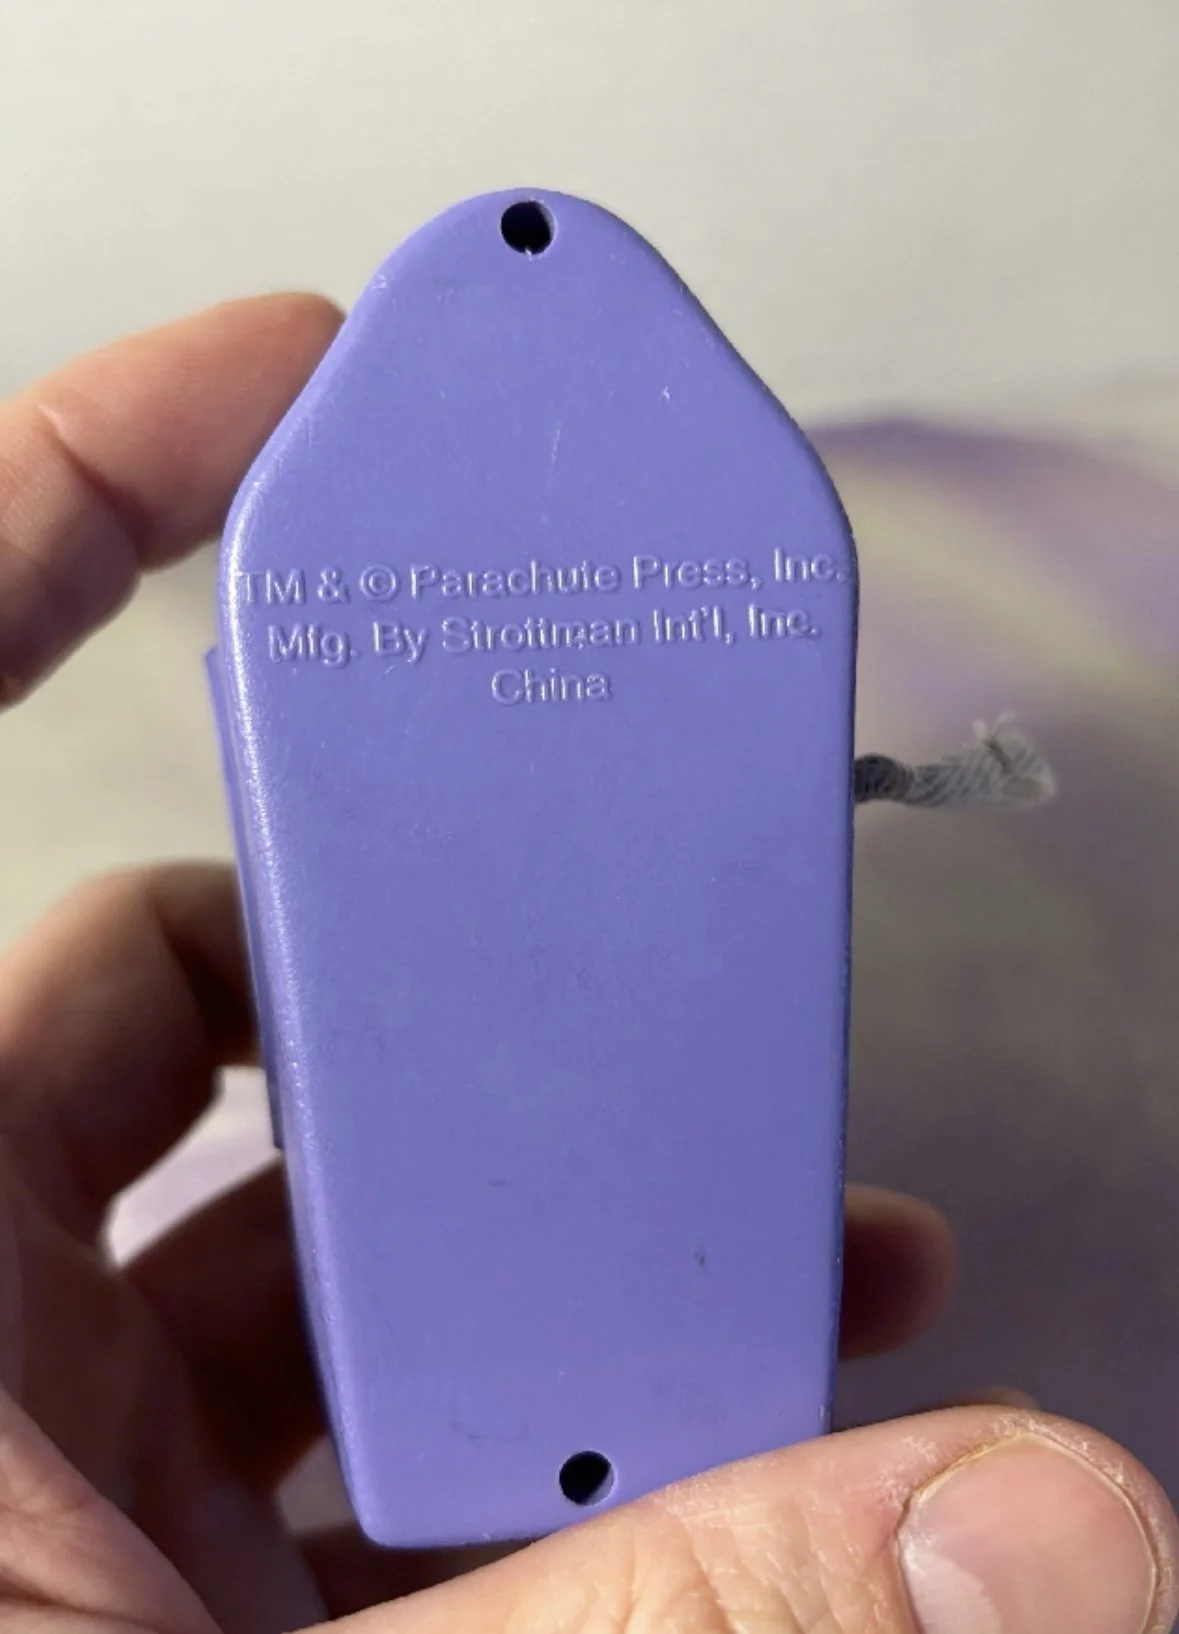 TM & © Parachute Press, Inc.
Mfg. By Strottman Int'l, Inc.
China